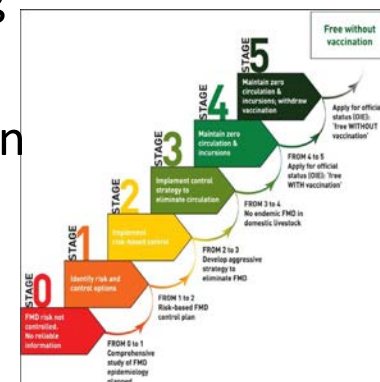 s
n
Free without
vaccination
STAGE 5
Maintain zero
circulation &
incursions; withdraw
vaccination
Apply for official
status (OIE):
'free WITHOUT
vaccination'
STAGE 4
Maintain zero
circulation &
incursions
FROM 4 to 5
Apply for official
status (OIE): 'free
WITH vaccination'
STAGE 3
Implement control
strategy to
eliminate circulation
FROM 3 to 4
No endemic FMD in
domestic livestock
STAGE 2
Implement
risk-based control
FROM 2 to 3
Develop aggressive
strategy to
eliminate FMD
STAGE 1
Identify risk and
control options
FROM 1 to 2
Risk-based FMD
control plan
STAGE 0
FMD risk not
controlled.
No reliable
information
FROM 0 to 1
Comprehensive
study of FMD
epidemiology
planned